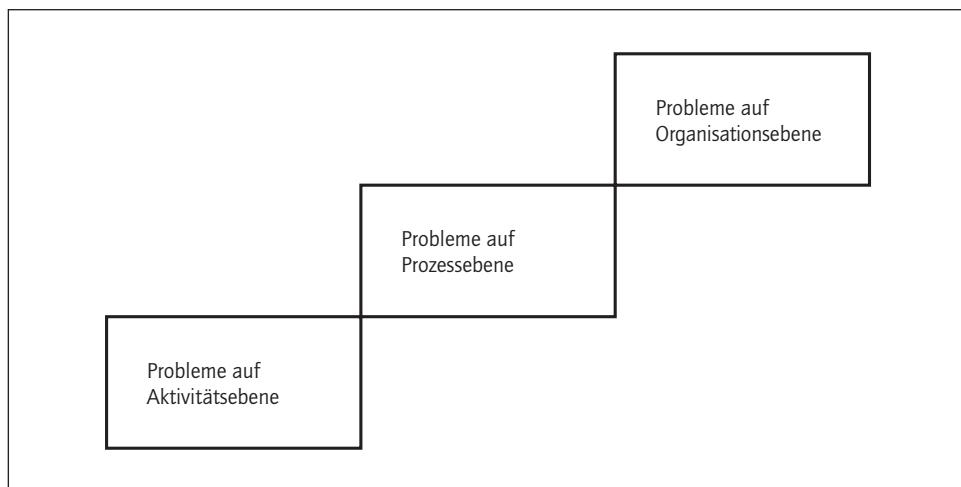 Probleme auf
Organisationsebene
Probleme auf
Prozessebene
Probleme auf
Aktivitätsebene